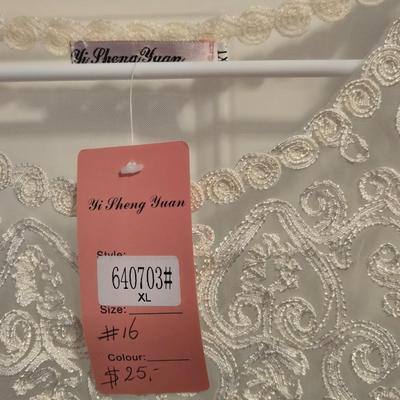 Yi Sheng Yuan
Yi Sheng Yuan
Style:
640703#
XL
Size:
#16
Colour:
$25,-